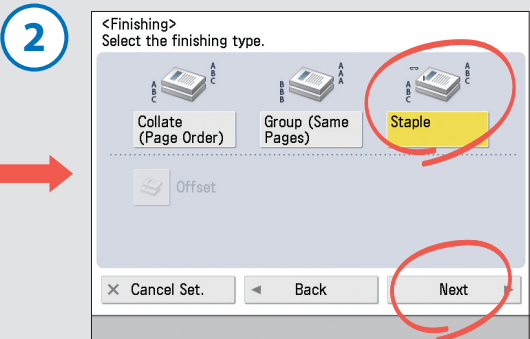 2
<Finishing>
Select the finishing type.
A
B
C
A
B
C
B
B
B
A
A
A
A
B
C
A
B
C
Collate
(Page Order)
Group (Same
Pages)
Staple
Offset
× Cancel Set.
◄ Back
Next ►